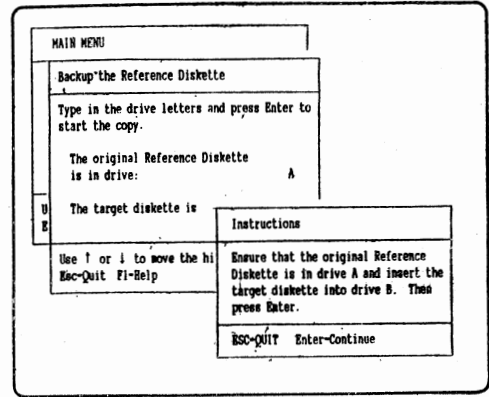 MAIN MENU
Backup the Reference Diskette
Type in the drive letters and press Enter to
start the copy.
The original Reference Diskette
is in drive: A
The target diskette is
U
E
Use ↑ or ↓ to move the hi
Esc-Quit F1-Help
Instructions
Ensure that the original Reference
Diskette is in drive A and insert the
target diskette into drive B. Then
press Enter.
ESC-QUIT Enter-Continue